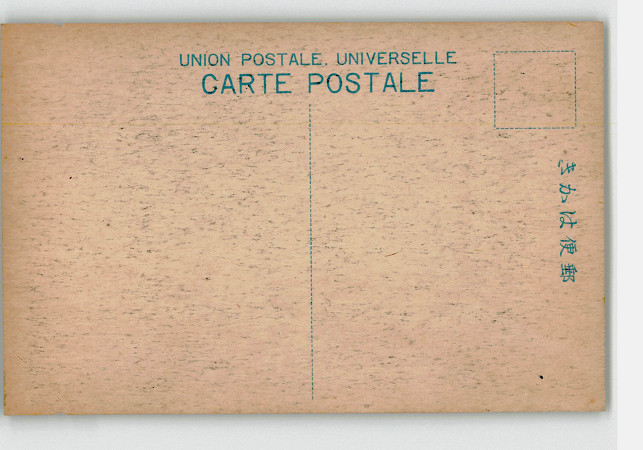 UNION POSTALE. UNIVERSELLE
CARTE POSTALE
きかは便郵